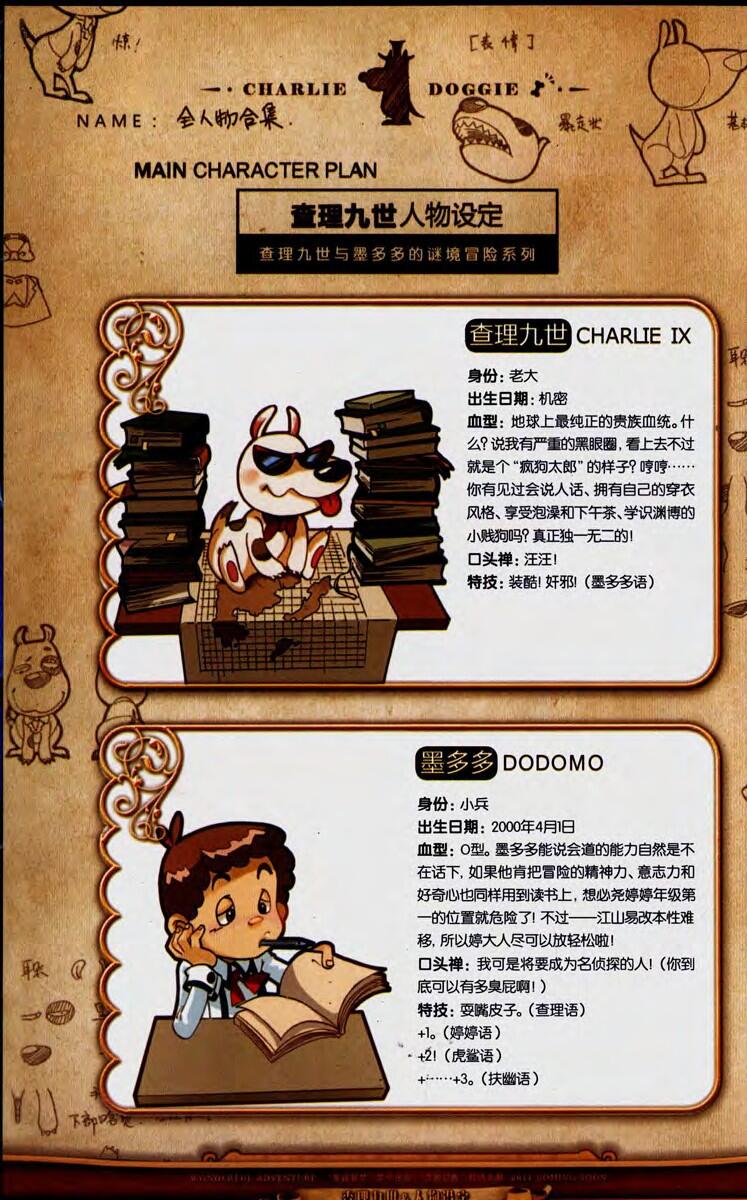 惊！
[表情]
CHARLIE DOGGIE
NAME: 全人物合集.
暴走状
MAIN CHARACTER PLAN
查理九世人物设定
查理九世与墨多多的谜境冒险系列
查理九世 CHARLIE IX
身份：老大
出生日期：机密
血型：地球上最纯正的贵族血统。什
么？说我有严重的黑眼圈，看上去不过
就是个“疯狗太郎”的样子？哼哼……
你有见过会说人话、拥有自己的穿衣
风格、享受泡澡和下午茶、学识渊博的
小贱狗吗？真正独一无二的！
口头禅：汪汪！
特技：装酷！奸邪！（墨多多语）
墨多多 DODOMO
身份：小兵
出生日期：2000年4月1日
血型：O型。墨多多能说会道的能力自然是不
在话下，如果他肯把冒险的精神力、意志力和
好奇心也同样用到读书上，想必尧婷婷年级第
一的位置就危险了！不过——江山易改本性难
移，所以婷大人尽可以放轻松啦！
口头禅：我可是将要成为名侦探的人！（你到
底可以有多臭屁啊！）
特技：耍嘴皮子。（查理语）
+1。（婷婷语）
+2！（虎鲨语）
+……+3。（扶幽语）
WONDERFUL ADVENTURE
2011 COMING SOON